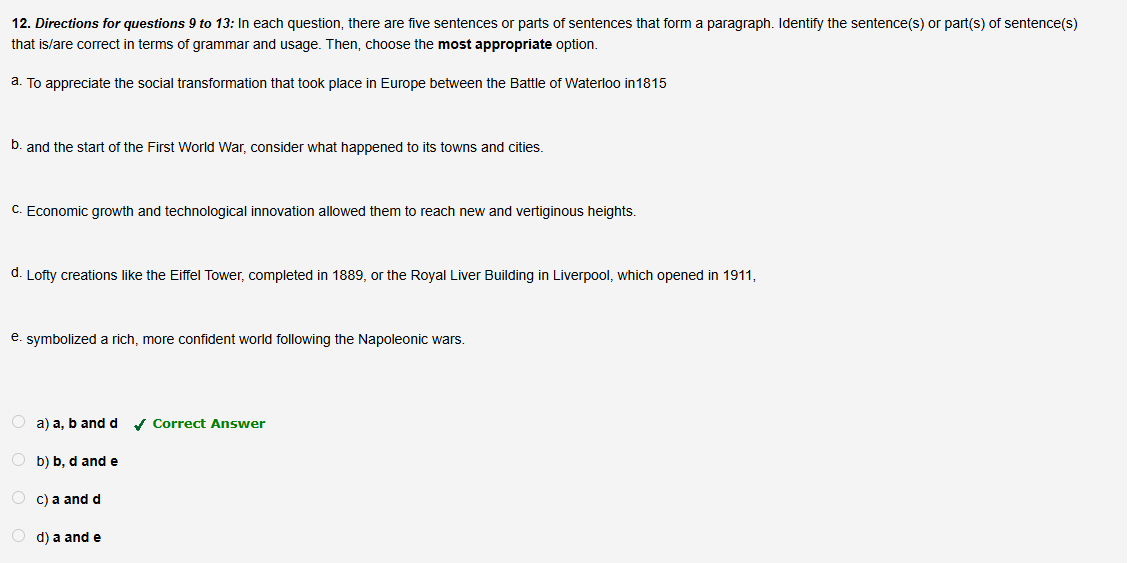 12. Directions for questions 9 to 13: In each question, there are five sentences or parts of sentences that form a paragraph. Identify the sentence(s) or part(s) of sentence(s)
that is/are correct in terms of grammar and usage. Then, choose the most appropriate option.
a. To appreciate the social transformation that took place in Europe between the Battle of Waterloo in1815
b. and the start of the First World War, consider what happened to its towns and cities.
c. Economic growth and technological innovation allowed them to reach new and vertiginous heights.
d. Lofty creations like the Eiffel Tower, completed in 1889, or the Royal Liver Building in Liverpool, which opened in 1911,
e. symbolized a rich, more confident world following the Napoleonic wars.
a) a, b and d ✓ Correct Answer
b) b, d and e
c) a and d
d) a and e